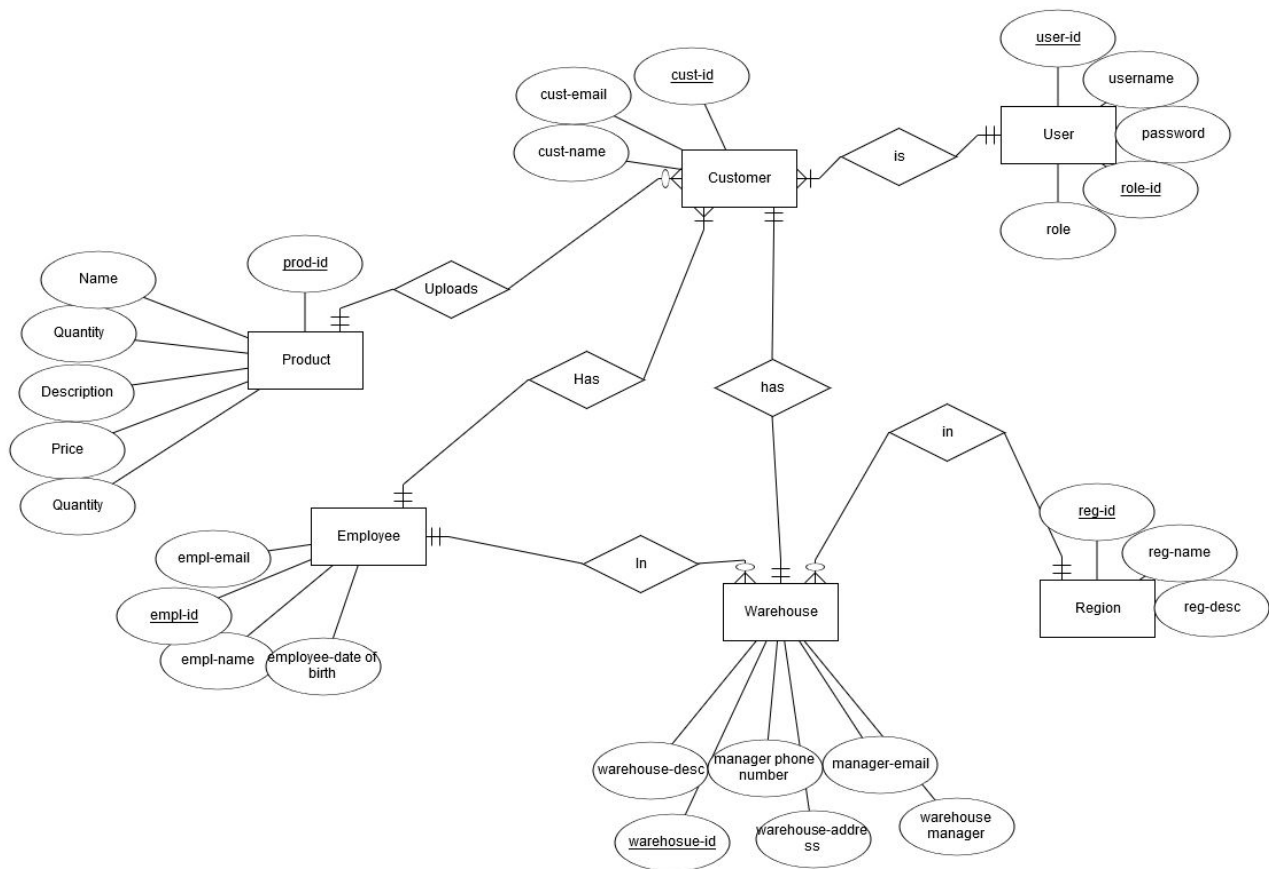 user-id
cust-id
username
cust-email
User
password
cust-name
is
Customer
role-id
role
prod-id
Name
Uploads
Quantity
Product
Description
Has
has
Price
in
Quantity
reg-id
Employee
reg-name
empl-email
In
Warehouse
Region
reg-desc
empl-id
empl-name
employee-date of
birth
warehouse-desc
manager phone
number
manager-email
warehosue-id
warehouse-addre
ss
warehouse
manager